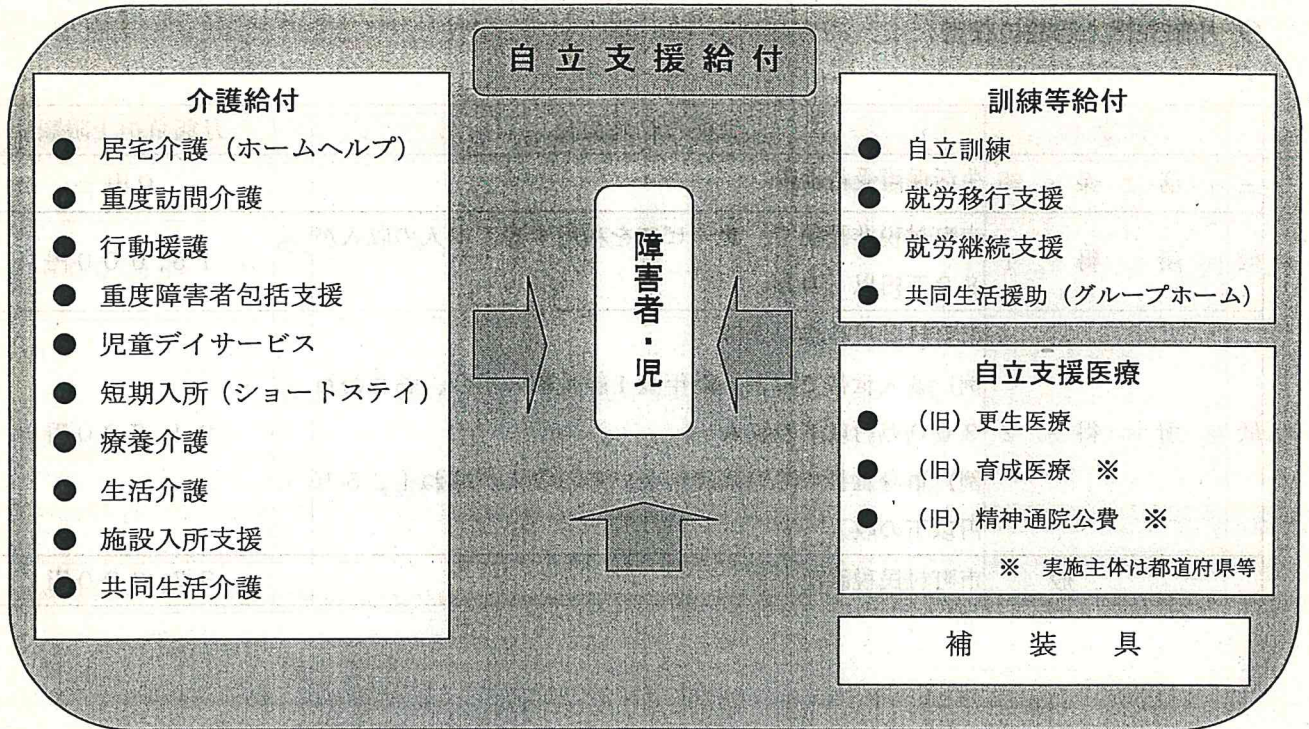 自立支援給付
介護給付
● 居宅介護（ホームヘルプ）
● 重度訪問介護
● 行動援護
● 重度障害者包括支援
● 児童デイサービス
● 短期入所（ショートステイ）
● 療養介護
● 生活介護
● 施設入所支援
● 共同生活介護
障害者・児
訓練等給付
● 自立訓練
● 就労移行支援
● 就労継続支援
● 共同生活援助（グループホーム）
自立支援医療
● （旧）更生医療
● （旧）育成医療 ※
● （旧）精神通院公費 ※
※ 実施主体は都道府県等
補装具